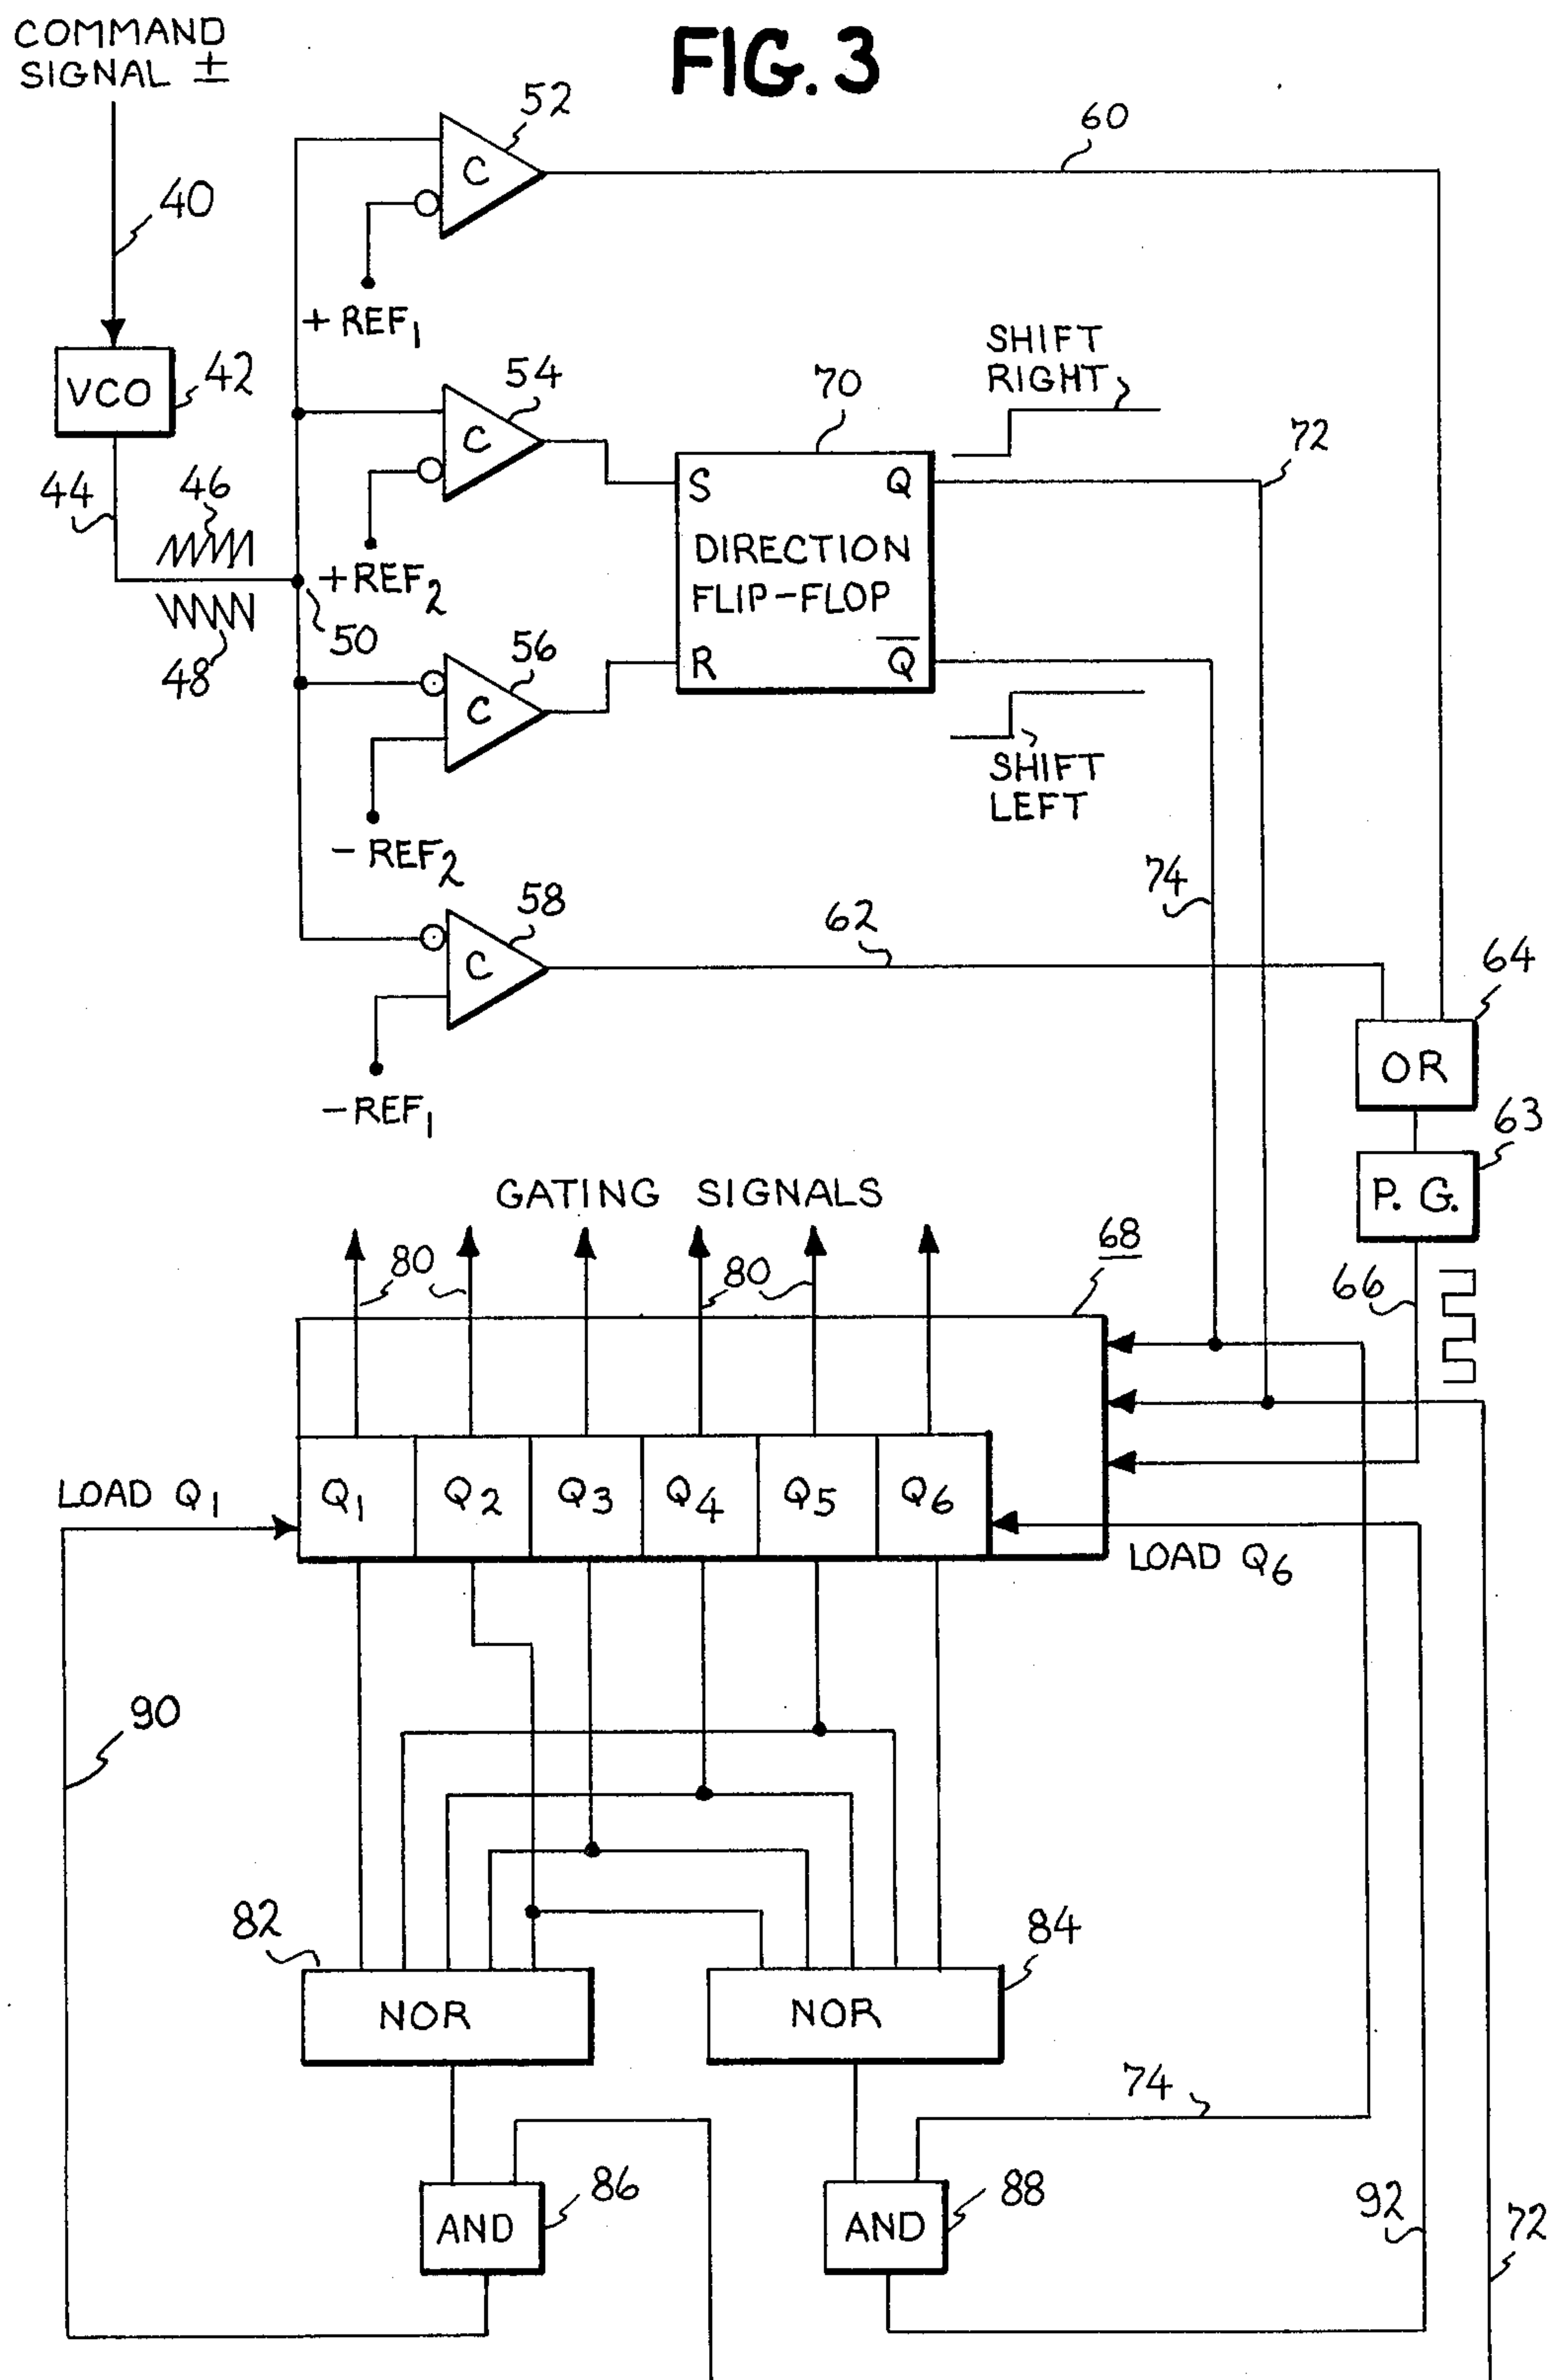 FIG. 3
COMMAND
SIGNAL ±
40
VCO
42
44
46
48
50
52
C
+ REF1
60
54
C
+REF2
56
C
- REF2
58
C
-REF1
62
70
S
Q
DIRECTION
FLIP-FLOP
R
Q̅
SHIFT
RIGHT
72
SHIFT
LEFT
74
64
OR
63
P. G.
66
GATING SIGNALS
80
80
68
LOAD Q1
Q1
Q2
Q3
Q4
Q5
Q6
LOAD Q6
90
82
NOR
84
NOR
74
AND
86
AND
88
92
72